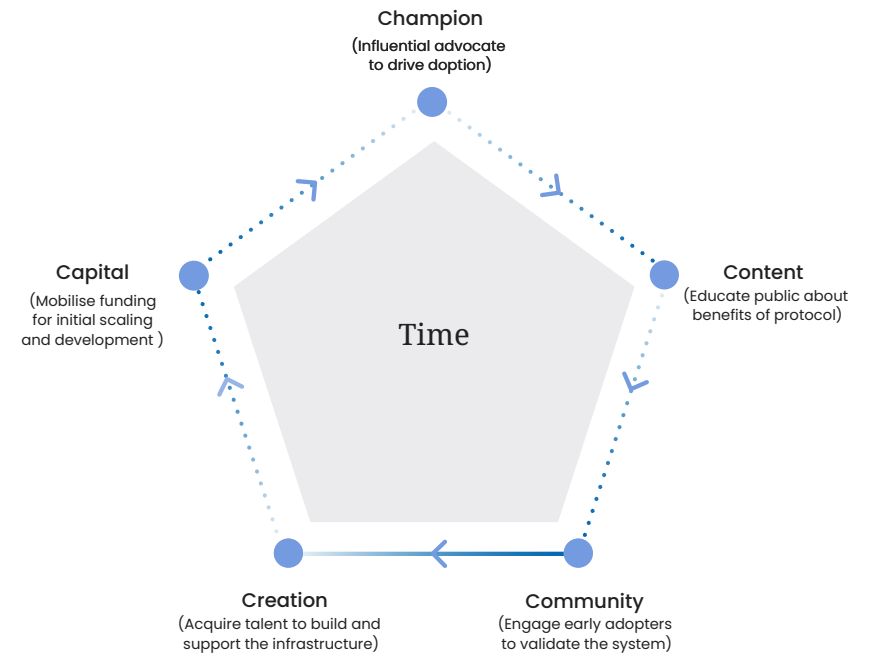 Champion
(Influential advocate
to drive doption)
Capital
(Mobilise funding
for initial scaling
and development )
Content
(Educate public about
benefits of protocol)
Time
Creation
(Acquire talent to build and
support the infrastructure)
Community
(Engage early adopters
to validate the system)